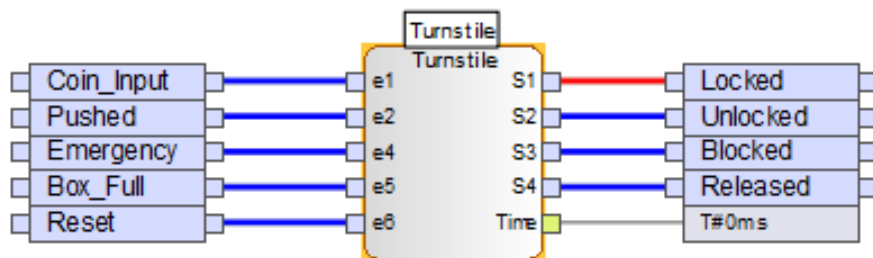 Turnstile
Turnstile
Coin_Input e1 S1 Locked
Pushed e2 S2 Unlocked
Emergency e4 S3 Blocked
Box_Full e5 S4 Released
Reset e6 Time T#0ms